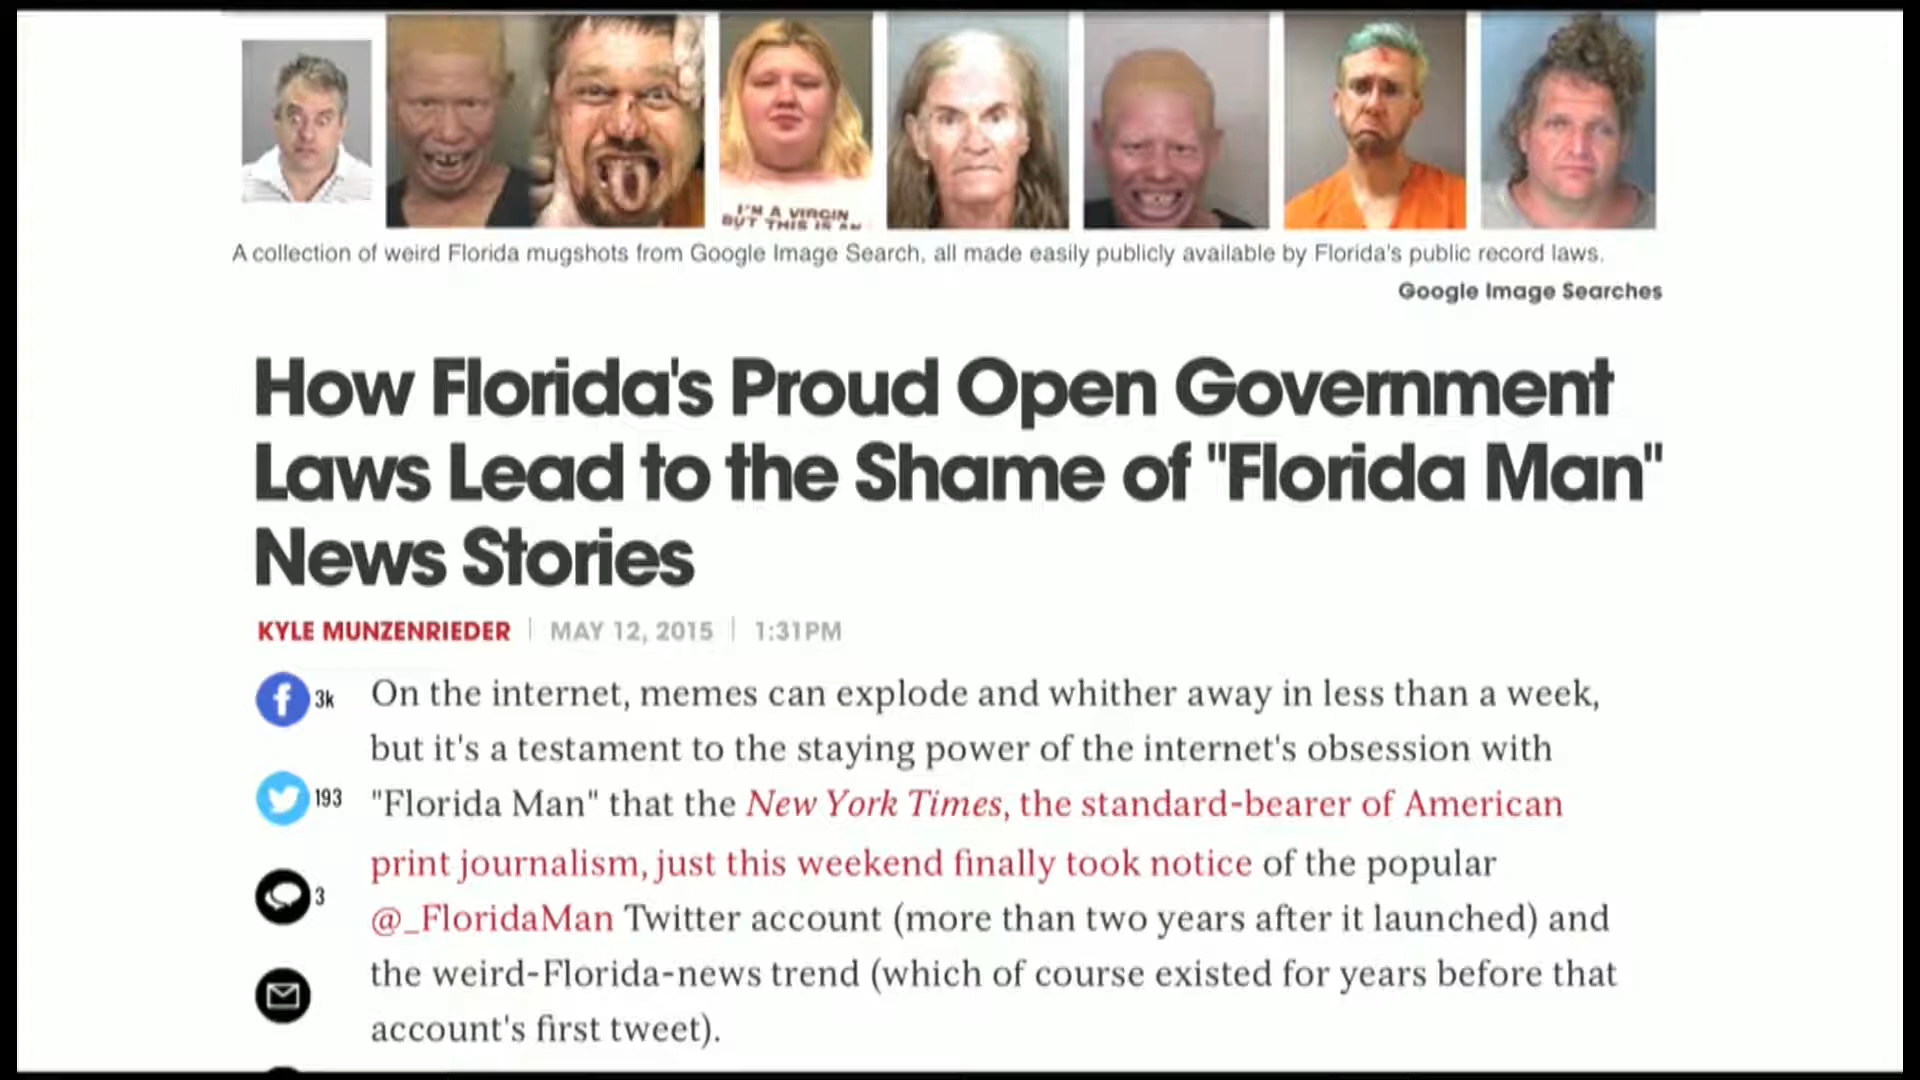 I'M A VIRGIN
BUT THIS IS AN
A collection of weird Florida mugshots from Google Image Search, all made easily publicly available by Florida's public record laws.
Google Image Searches
How Florida's Proud Open Government
Laws Lead to the Shame of "Florida Man"
News Stories
KYLE MUNZENRIEDER | MAY 12, 2015 | 1:31PM
f 3k
193
3
On the internet, memes can explode and whither away in less than a week,
but it's a testament to the staying power of the internet's obsession with
"Florida Man" that the New York Times, the standard-bearer of American
print journalism, just this weekend finally took notice of the popular
@_FloridaMan Twitter account (more than two years after it launched) and
the weird-Florida-news trend (which of course existed for years before that
account's first tweet).